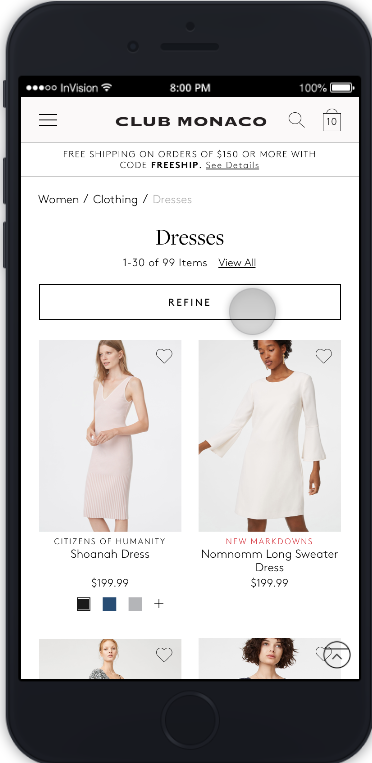 InVision 8:00 PM 100%
CLUB MONACO 10
FREE SHIPPING ON ORDERS OF $150 OR MORE WITH
CODE FREESHIP. See Details
Women / Clothing / Dresses
Dresses
1-30 of 99 Items View All
REFINE
CITIZENS OF HUMANITY
Shoanah Dress
$199.99
+
NEW MARKDOWNS
Nomnomm Long Sweater
Dress
$199.99